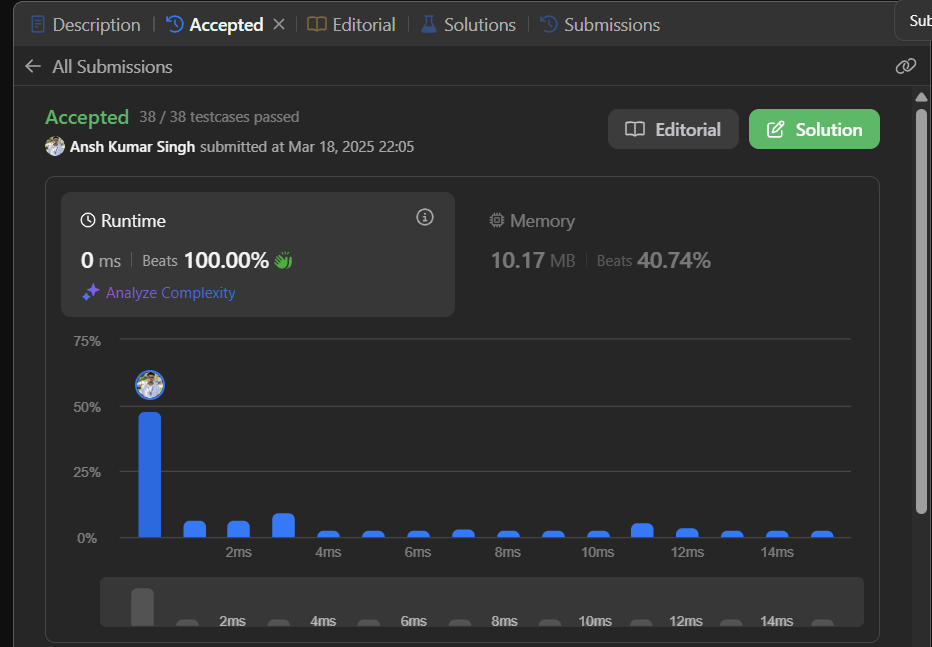 Description Accepted Editorial Solutions Submissions
Sub
All Submissions
Accepted 38 / 38 testcases passed
Ansh Kumar Singh submitted at Mar 18, 2025 22:05
Editorial Solution
Runtime
0 ms Beats 100.00%
Analyze Complexity
Memory
10.17 MB Beats 40.74%
75%
50%
25%
0%
2ms 4ms 6ms 8ms 10ms 12ms 14ms
2ms 4ms 6ms 8ms 10ms 12ms 14ms